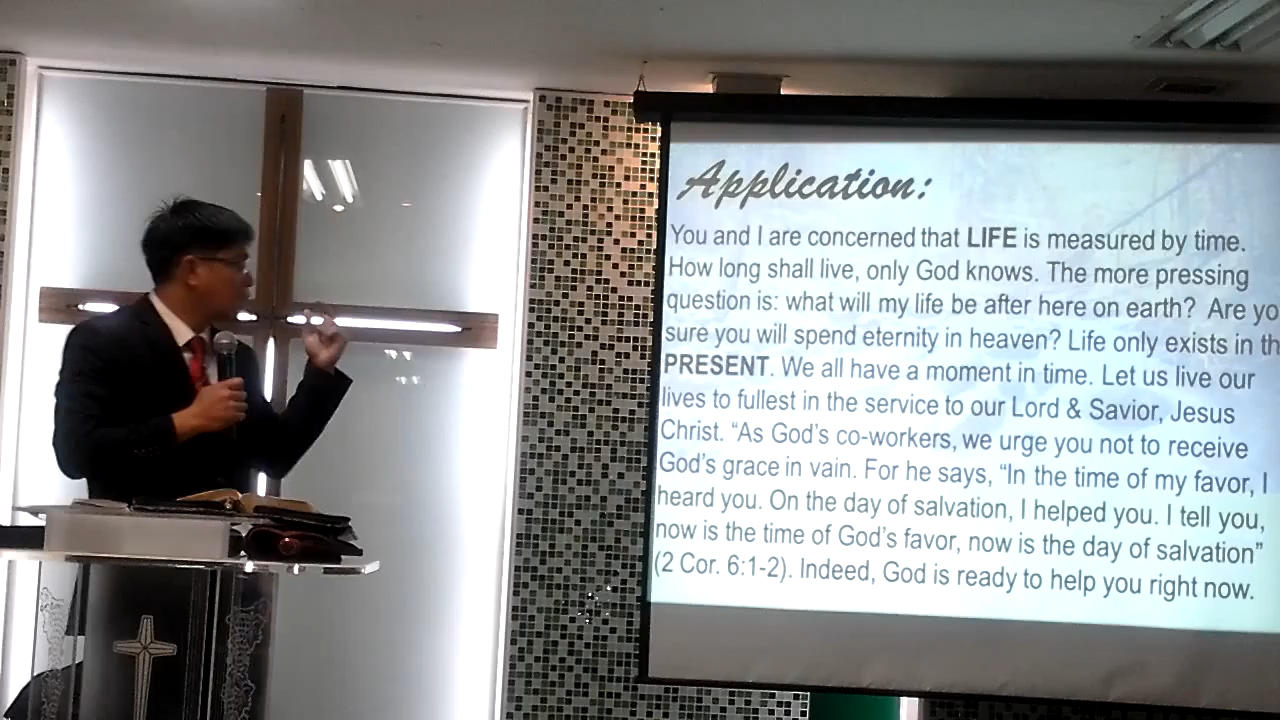 Application:
You and I are concerned that LIFE is measured by time.
How long shall live, only God knows. The more pressing
question is: what will my life be after here on earth? Are yo
sure you will spend eternity in heaven? Life only exists in th
PRESENT. We all have a moment in time. Let us live our
lives to fullest in the service to our Lord & Savior, Jesus
Christ. “As God’s co-workers, we urge you not to receive
God’s grace in vain. For he says, “In the time of my favor, I
heard you. On the day of salvation, I helped you. I tell you,
now is the time of God’s favor, now is the day of salvation”
(2 Cor. 6:1-2). Indeed, God is ready to help you right now.